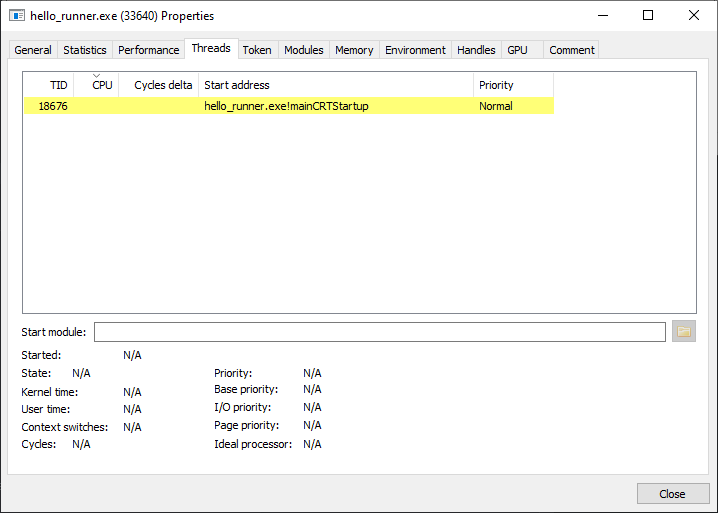 hello_runner.exe (33640) Properties
General Statistics Performance Threads Token Modules Memory Environment Handles GPU Comment
TID CPU Cycles delta Start address Priority
18676 hello_runner.exe!mainCRTStartup Normal
Start module:
Started: N/A
State: N/A Priority: N/A
Kernel time: N/A Base priority: N/A
User time: N/A I/O priority: N/A
Context switches: N/A Page priority: N/A
Cycles: N/A Ideal processor: N/A
Close